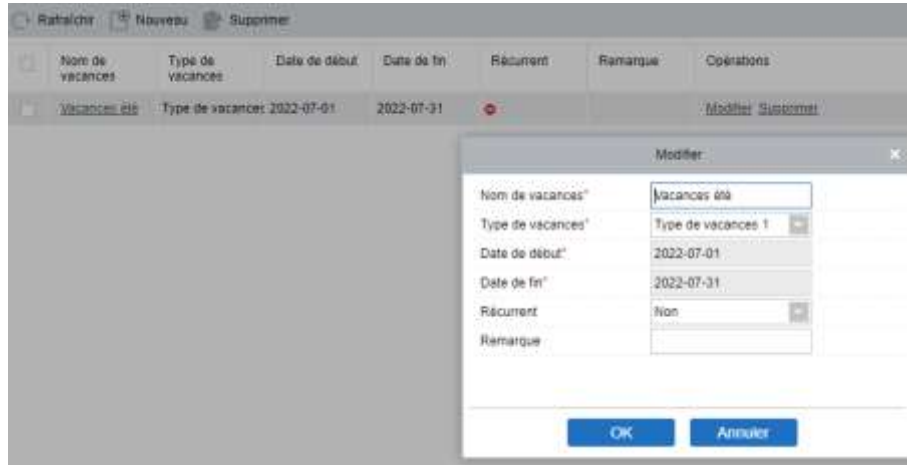 Rafraîchir Nouveau Supprimer
Nom de vacances Type de vacances Date de début Date de fin Récurrent Remarque Opérations
Vacances été Type de vacances 2022-07-01 2022-07-31 Modifier Supprimer
Modifier
Nom de vacances* Vacances été
Type de vacances* Type de vacances 1
Date de début* 2022-07-01
Date de fin* 2022-07-31
Récurrent Non
Remarque
OK Annuler